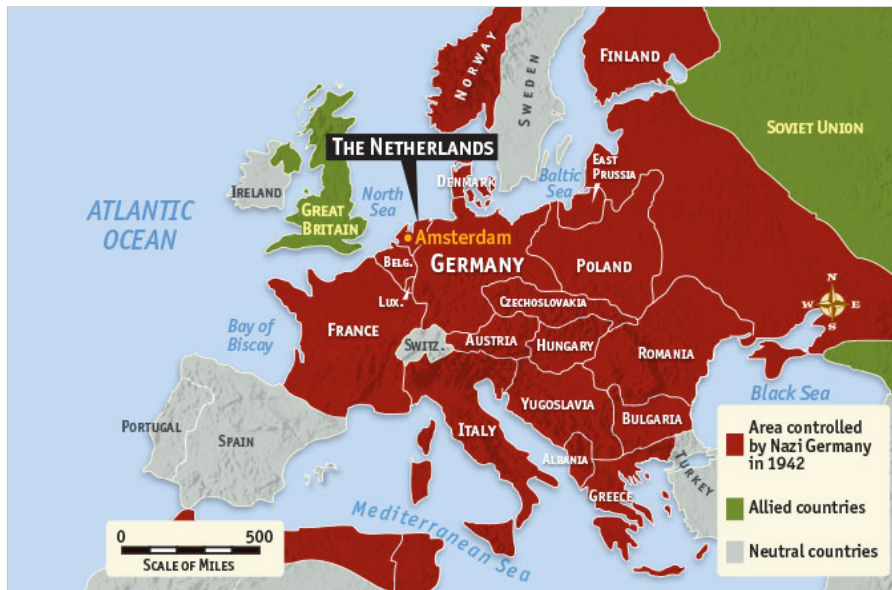 NORWAY
SWEDEN
FINLAND
SOVIET UNION
THE NETHERLANDS
EAST
PRUSSIA
DENMARK
Baltic
Sea
IRELAND
North
Sea
GREAT
BRITAIN
ATLANTIC
OCEAN
Amsterdam
BELG.
GERMANY
POLAND
LUX.
CZECHOSLOVAKIA
N
W E
S
Bay of
Biscay
FRANCE
SWITZ.
AUSTRIA
HUNGARY
ROMANIA
Black Sea
YUGOSLAVIA
BULGARIA
PORTUGAL
SPAIN
ITALY
ALBANIA
TURKEY
GREECE
Mediterranean Sea
0 500
SCALE OF MILES
Area controlled
by Nazi Germany
in 1942
Allied countries
Neutral countries